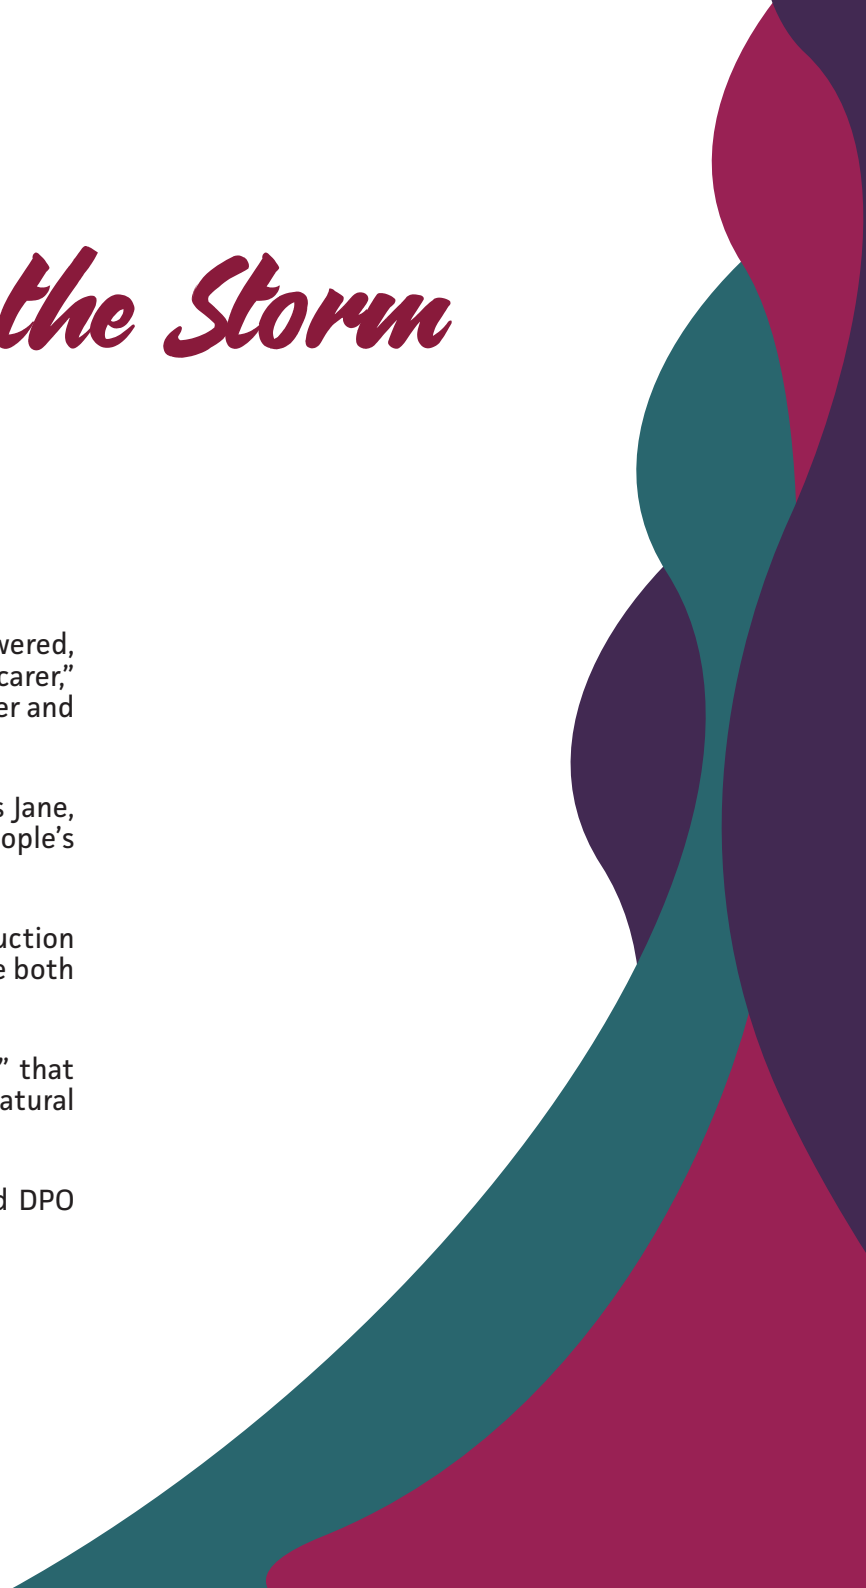 the Storm
wered,
carer,”
er and
s Jane,
ople’s
uction
e both
” that
atural
d DPO